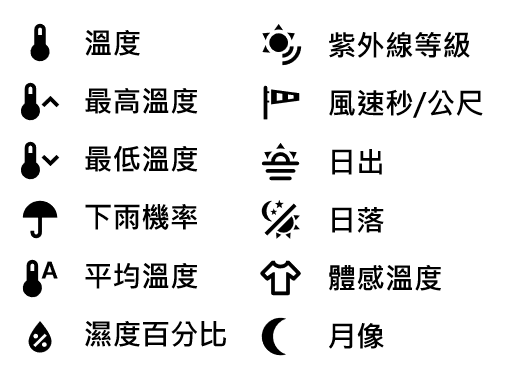 溫度
最高溫度
最低溫度
下雨機率
A 平均溫度
濕度百分比
紫外線等級
風速秒/公尺
日出
日落
體感溫度
月像